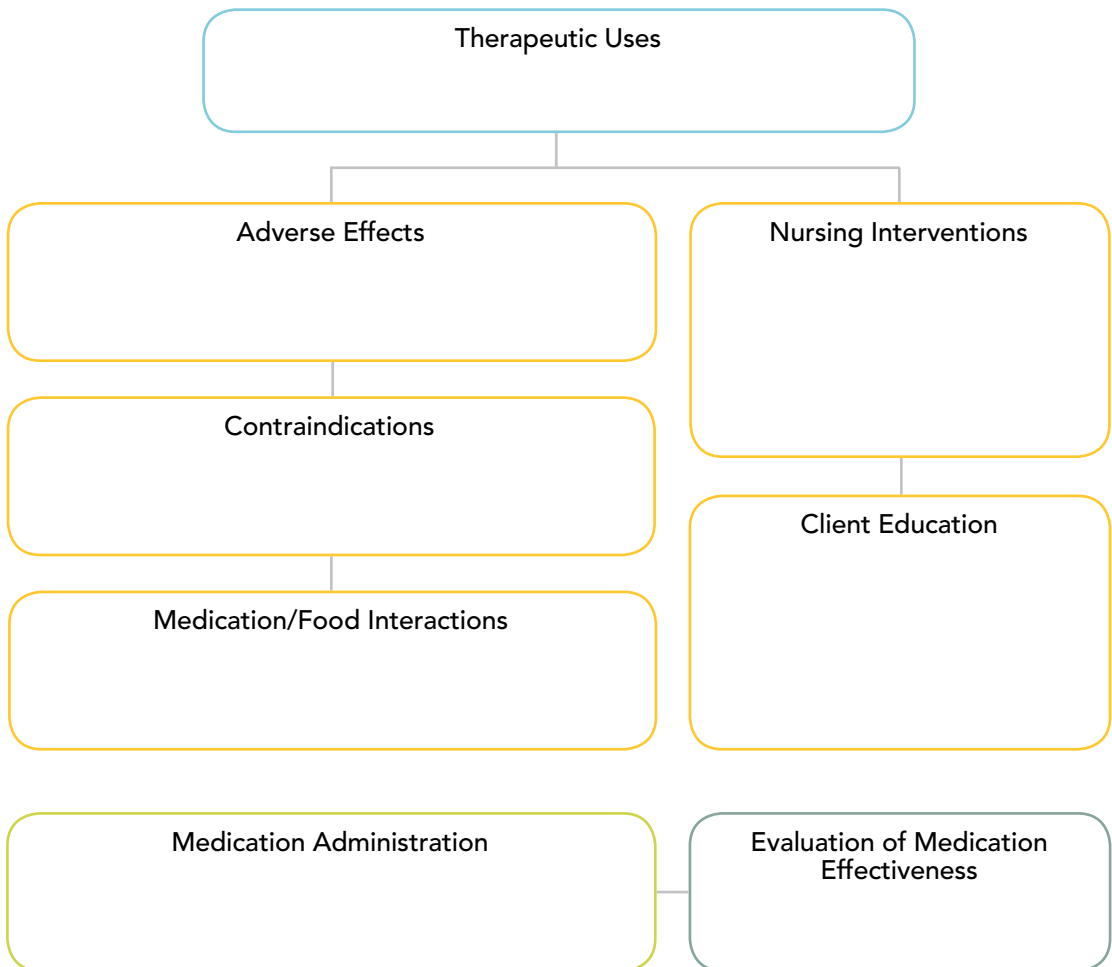 Therapeutic Uses
Adverse Effects
Nursing Interventions
Contraindications
Client Education
Medication/Food Interactions
Medication Administration
Evaluation of Medication
Effectiveness